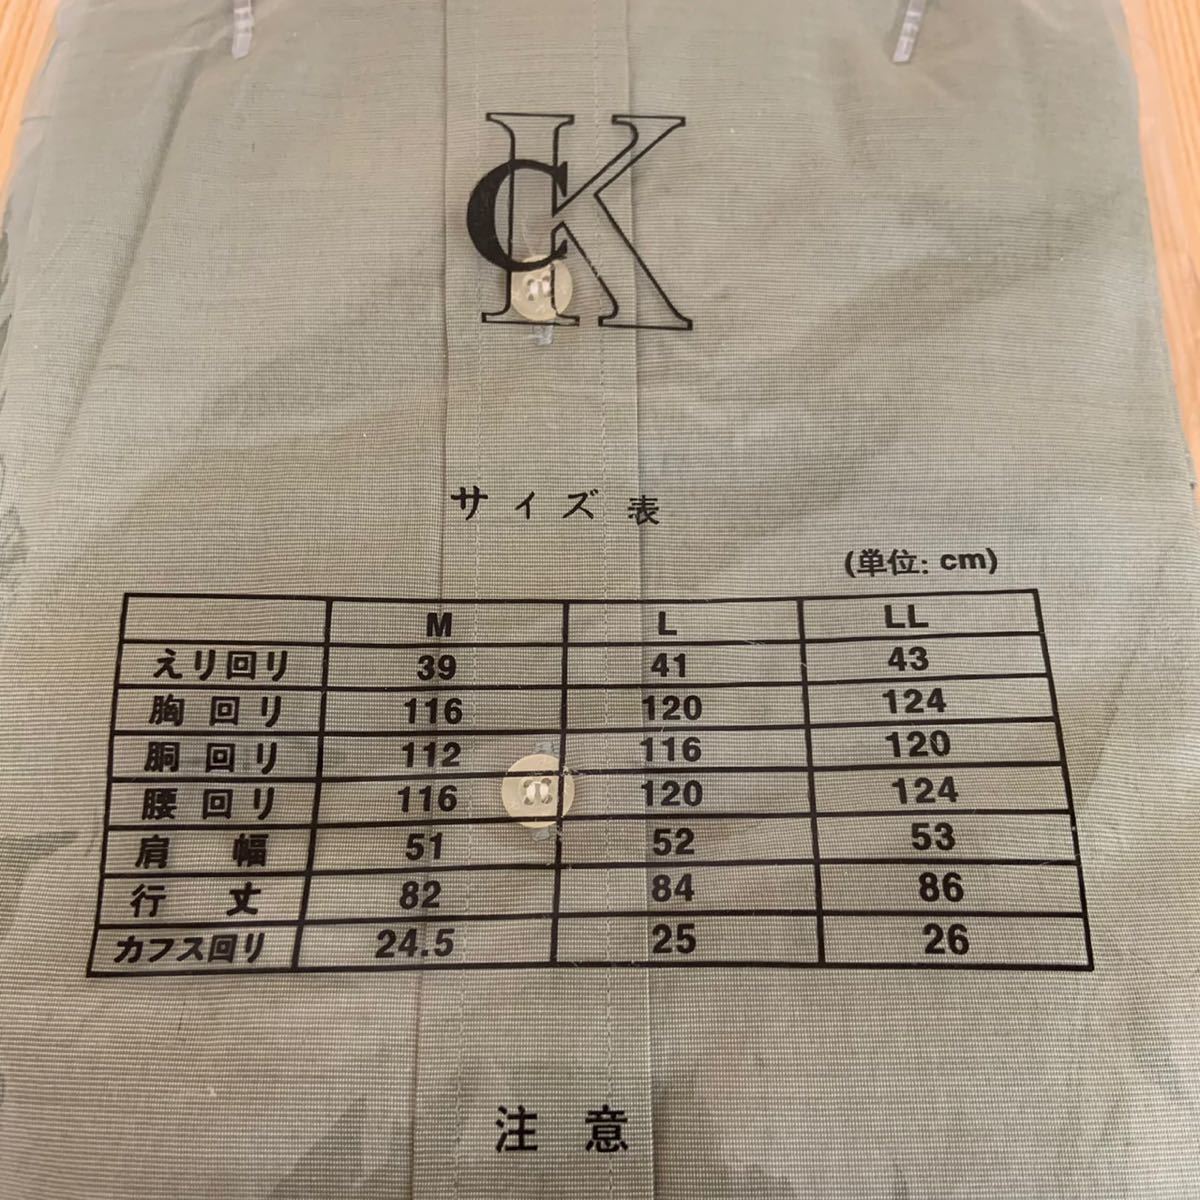 CK
サイズ表
(単位: cm)
M L LL
えり回り 39 41 43
胸回り 116 120 124
胴回り 112 116 120
腰回り 116 120 124
肩幅 51 52 53
行丈 82 84 86
カフス回り 24.5 25 26
注意